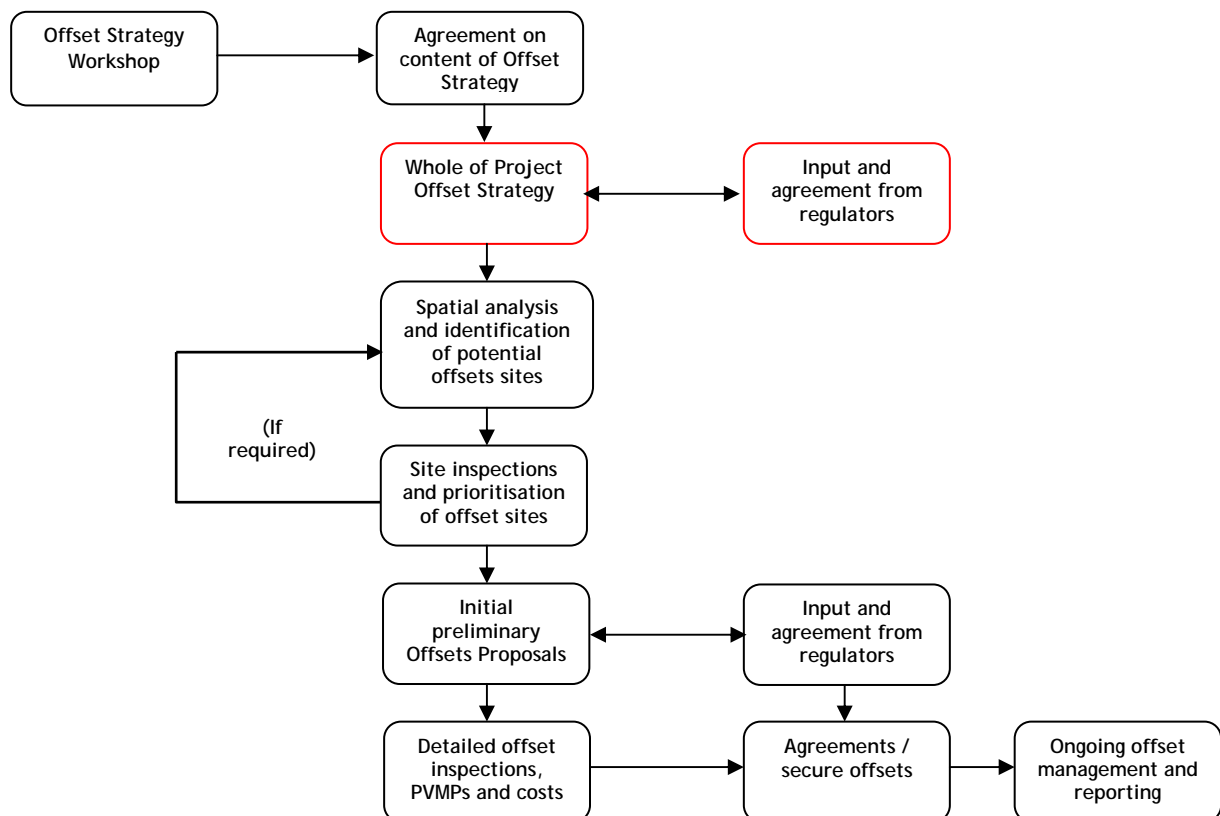 Offset Strategy
Workshop
Agreement on
content of Offset
Strategy
Whole of Project
Offset Strategy
Input and
agreement from
regulators
Spatial analysis
and identification
of potential
offsets sites
(If
required)
Site inspections
and prioritisation
of offset sites
Initial
preliminary
Offsets Proposals
Input and
agreement from
regulators
Detailed offset
inspections,
PVMPs and costs
Agreements /
secure offsets
Ongoing offset
management and
reporting